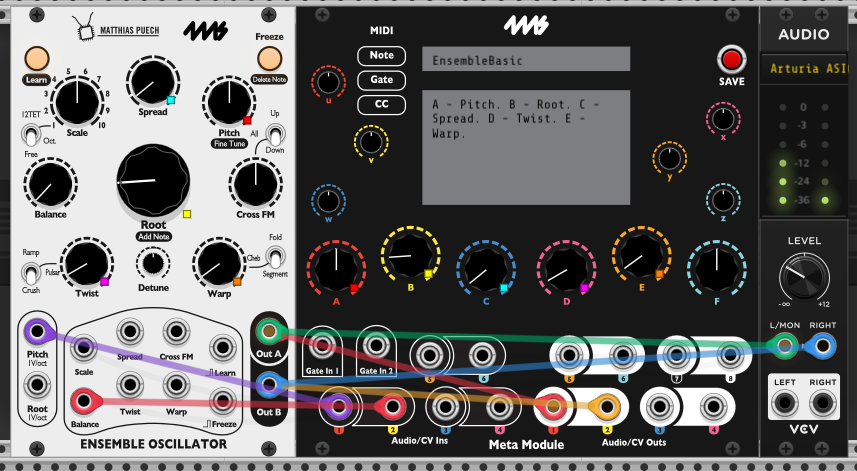 MATTHIAS PUECH
Learn
Freeze
Delete Note
0 1 2 3 4 5 6 7 8 9 10
Scale
Spread
Pitch
Fine Tune
12TET
Oct.
Free
Up
All
Down
Balance
Root
Add Note
Cross FM
Ramp
Pulsar
Crush
Twist
Detune
Warp
Fold
Cheb
Segment
Pitch
1V/oct
Root
1V/oct
Scale
Spread
Cross FM
Learn
Balance
Twist
Warp
Freeze
Out A
Out B
ENSEMBLE OSCILLATOR
MIDI
Note
Gate
CC
EnsembleBasic
A - Pitch. B - Root. C -
Spread. D - Twist. E -
Warp.
SAVE
u
v
w
x
y
z
A B C D E F
Gate In 1
Gate In 2
5 6
5 6 7 8
1 2 3 4
1 2 3 4
Audio/CV Ins
Meta Module
Audio/CV Outs
AUDIO
Arturia ASI
0
-3
-6
-12
-24
-36
LEVEL
-∞ +12
L/MON RIGHT
LEFT RIGHT
VCV